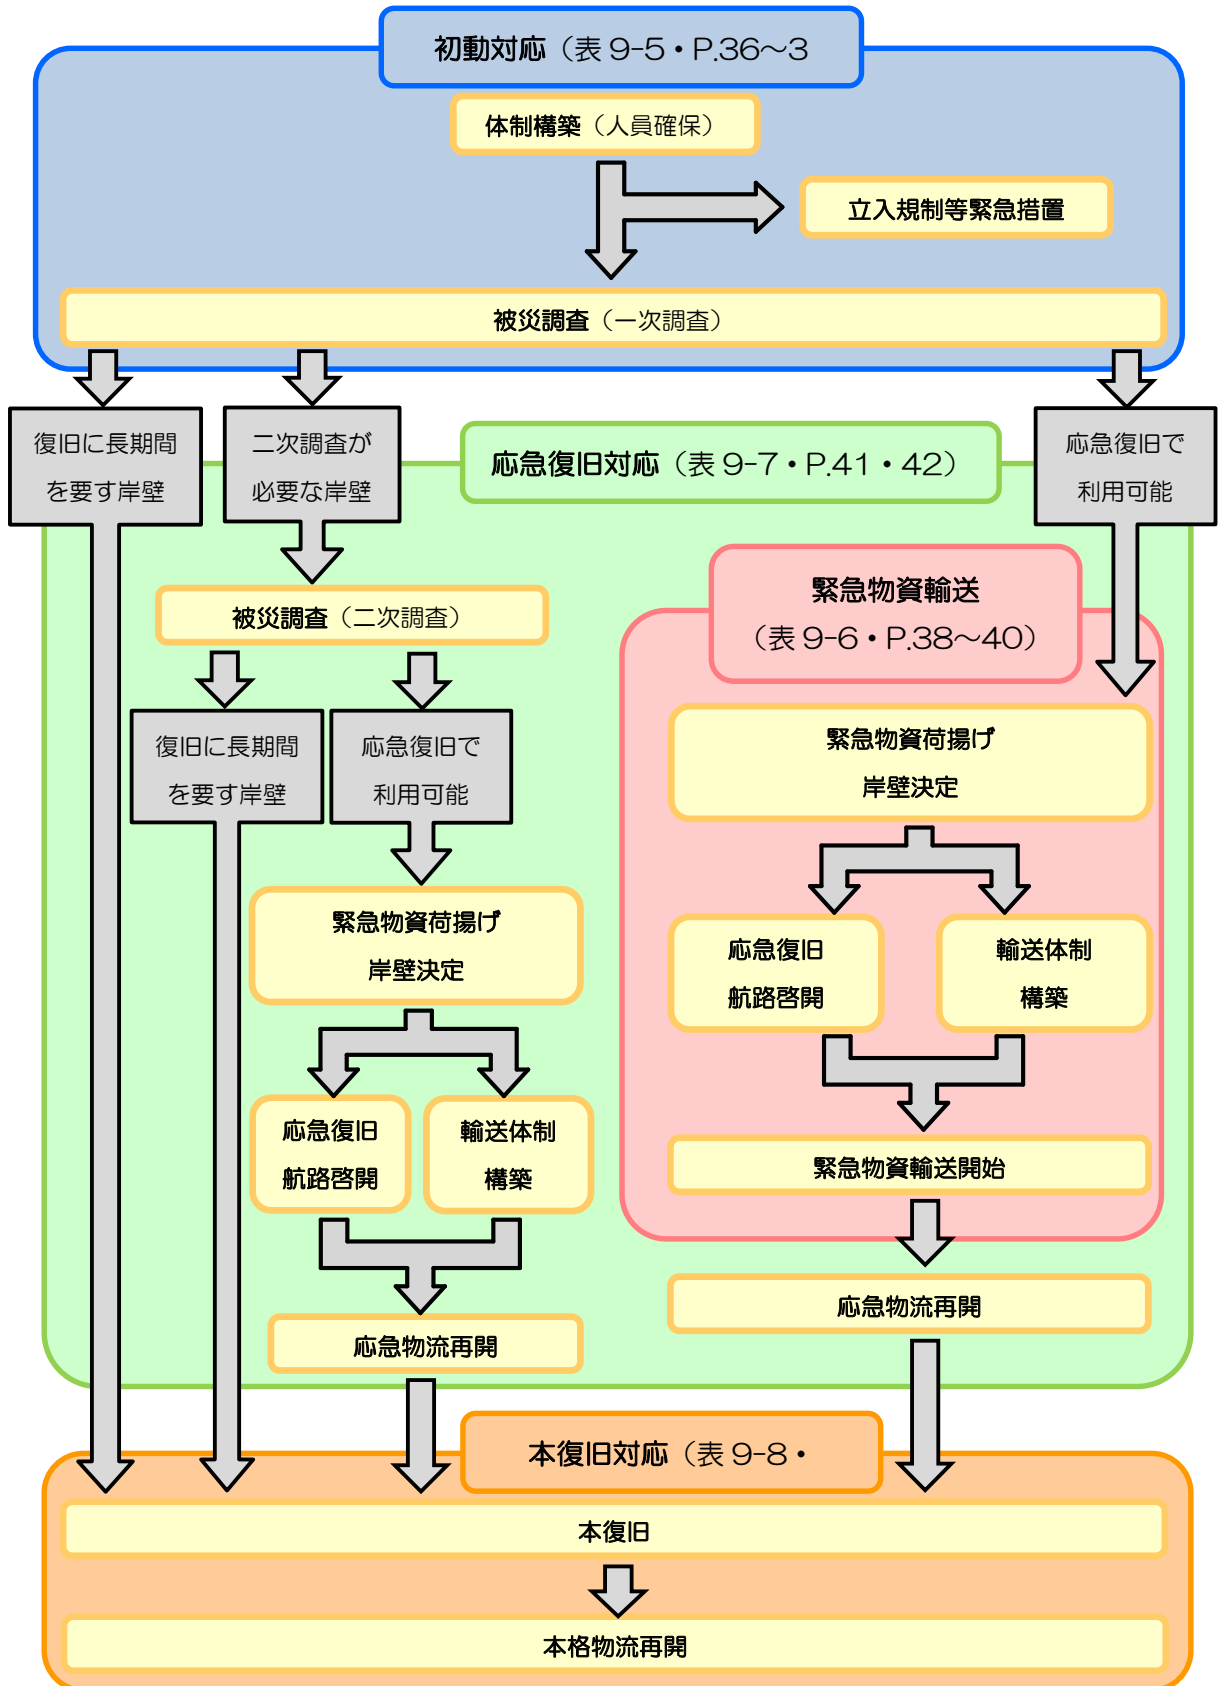 初動対応（表 9-5・P.36～3
体制構築（人員確保）
立入規制等緊急措置
被災調査（一次調査）
復旧に長期間
を要す岸壁
二次調査が
必要な岸壁
応急復旧対応（表 9-7・P.41・42）
応急復旧で
利用可能
被災調査（二次調査）
緊急物資輸送
（表 9-6・P.38～40）
復旧に長期間
を要す岸壁
応急復旧で
利用可能
緊急物資荷揚げ
岸壁決定
緊急物資荷揚げ
岸壁決定
応急復旧
航路啓開
輸送体制
構築
応急復旧
航路啓開
輸送体制
構築
緊急物資輸送開始
応急物流再開
応急物流再開
本復旧対応（表 9-8・
本復旧
本格物流再開